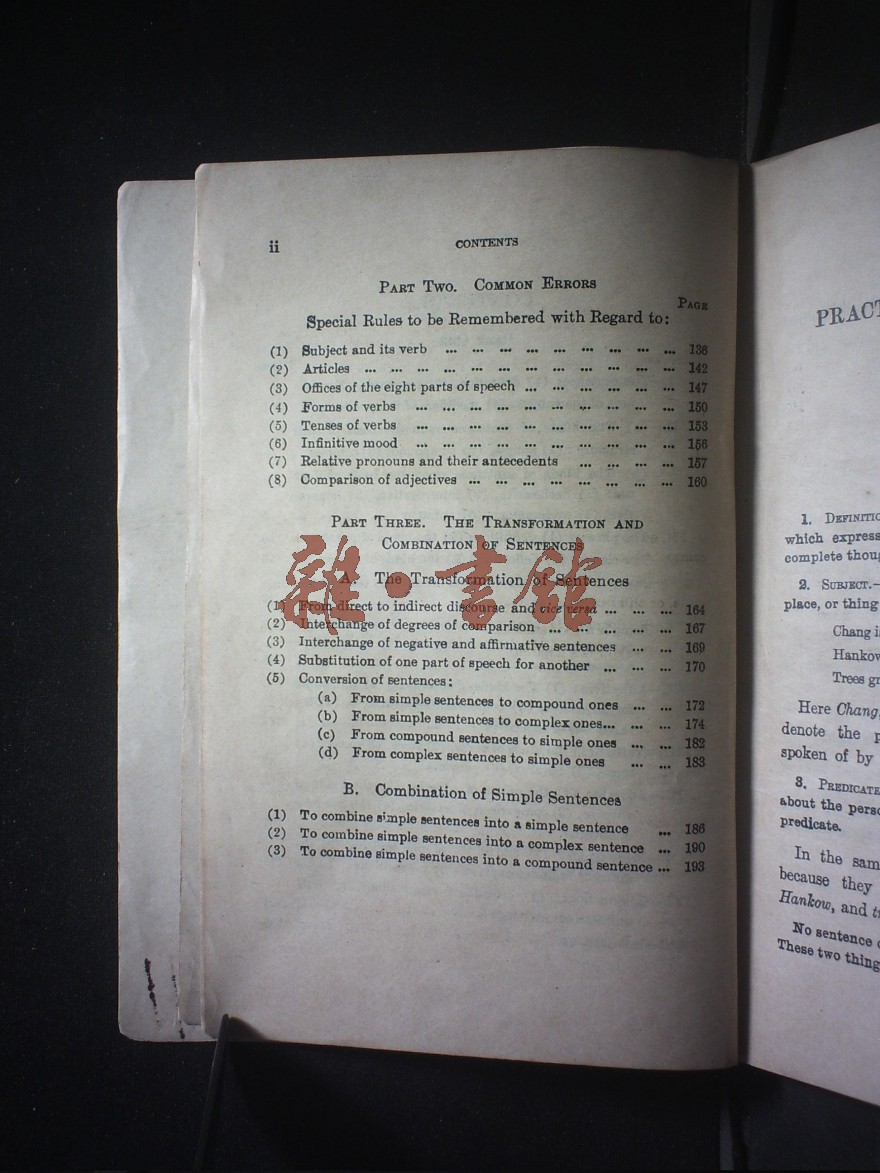 ii CONTENTS
PART TWO. COMMON ERRORS
PAGE
Special Rules to be Remembered with Regard to:
(1) Subject and its verb ... ... ... ... ... ... ... ... ... 136
(2) Articles ... ... ... ... ... ... ... ... ... ... ... 142
(3) Offices of the eight parts of speech ... ... ... ... ... ... 147
(4) Forms of verbs ... ... ... ... ... ... ... ... ... ... 150
(5) Tenses of verbs ... ... ... ... ... ... ... ... ... ... 153
(6) Infinitive mood ... ... ... ... ... ... ... ... ... ... 156
(7) Relative pronouns and their antecedents ... ... ... ... 157
(8) Comparison of adjectives ... ... ... ... ... ... ... ... 160
PART THREE. THE TRANSFORMATION AND
COMBINATION OF SENTENCES
A. The Transformation of Sentences
(1) From direct to indirect discourse and vice versa ... ... ... 164
(2) Interchange of degrees of comparison ... ... ... ... ... 167
(3) Interchange of negative and affirmative sentences ... ... 169
(4) Substitution of one part of speech for another ... ... ... 170
(5) Conversion of sentences:
(a) From simple sentences to compound ones ... ... 172
(b) From simple sentences to complex ones... ... ... 174
(c) From compound sentences to simple ones ... ... 182
(d) From complex sentences to simple ones ... ... 183
B. Combination of Simple Sentences
(1) To combine simple sentences into a simple sentence ... 186
(2) To combine simple sentences into a complex sentence ... 190
(3) To combine simple sentences into a compound sentence ... 193
雜·書館
PRACT
1. DEFINITIO
which express
complete thoug
2. SUBJECT.—
place, or thing
Chang i
Hankow
Trees gr
Here Chang,
denote the p
spoken of by
3. PREDICATE
about the perso
predicate.
In the sam
because they
Hankow, and t
No sentence c
These two thing